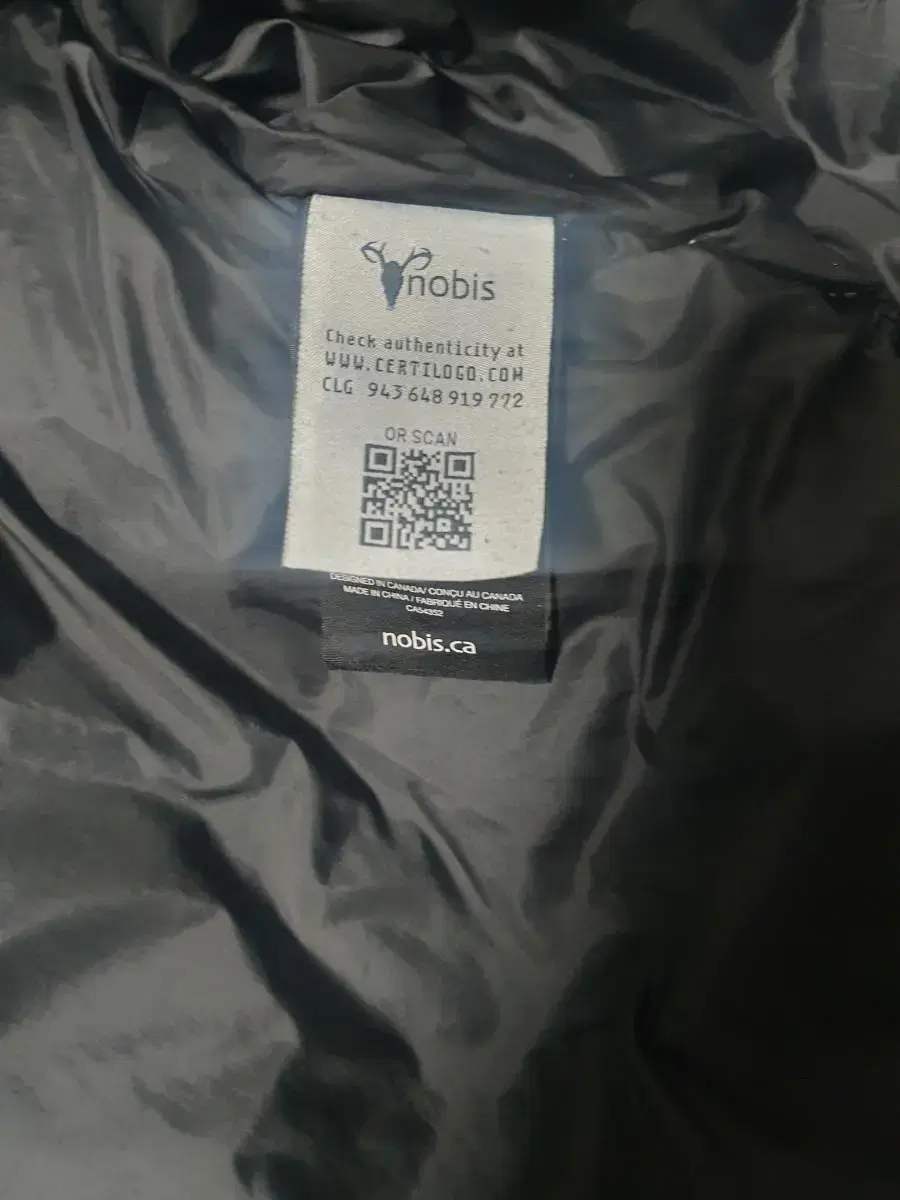 nobis
Check authenticity at
WWW.CERTILOGO.COM
CLG 943 648 919 772
OR SCAN
DESIGNED IN CANADA/ CONÇU AU CANADA
MADE IN CHINA / FABRIQUÉ EN CHINE
CA54352
nobis.ca